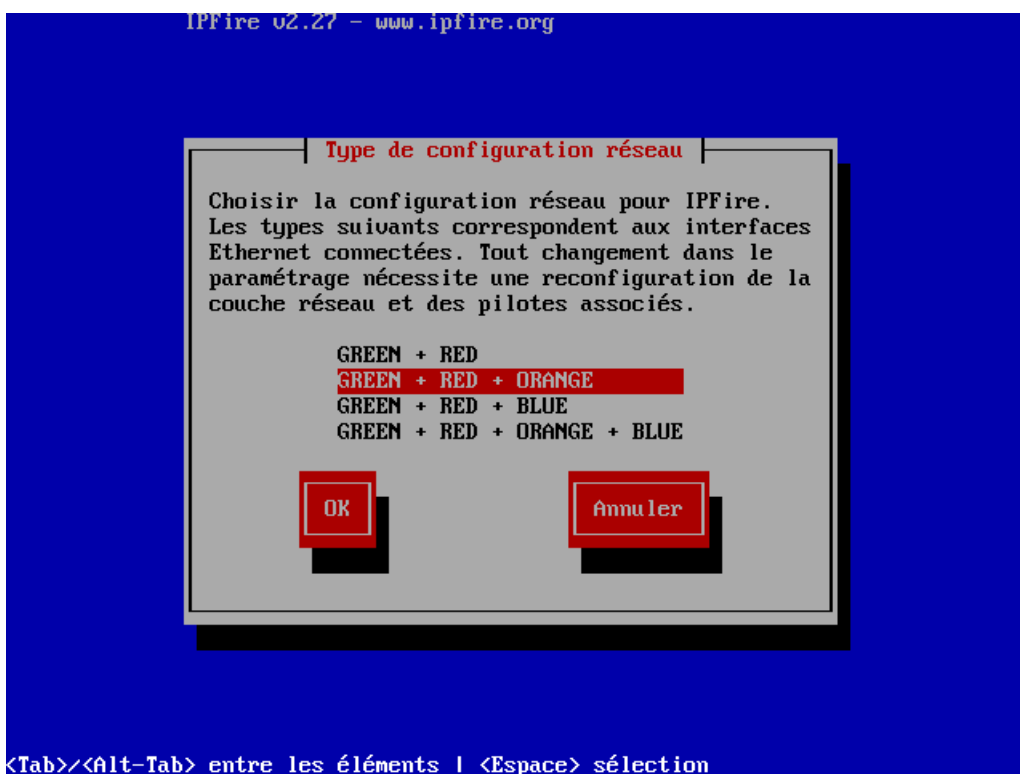 IPFire v2.27 - www.ipfire.org
Type de configuration réseau
Choisir la configuration réseau pour IPFire.
Les types suivants correspondent aux interfaces
Ethernet connectées. Tout changement dans le
paramétrage nécessite une reconfiguration de la
couche réseau et des pilotes associés.
GREEN + RED
GREEN + RED + ORANGE
GREEN + RED + BLUE
GREEN + RED + ORANGE + BLUE
OK Annuler
<Tab>/<Alt-Tab> entre les éléments | <Espace> sélection